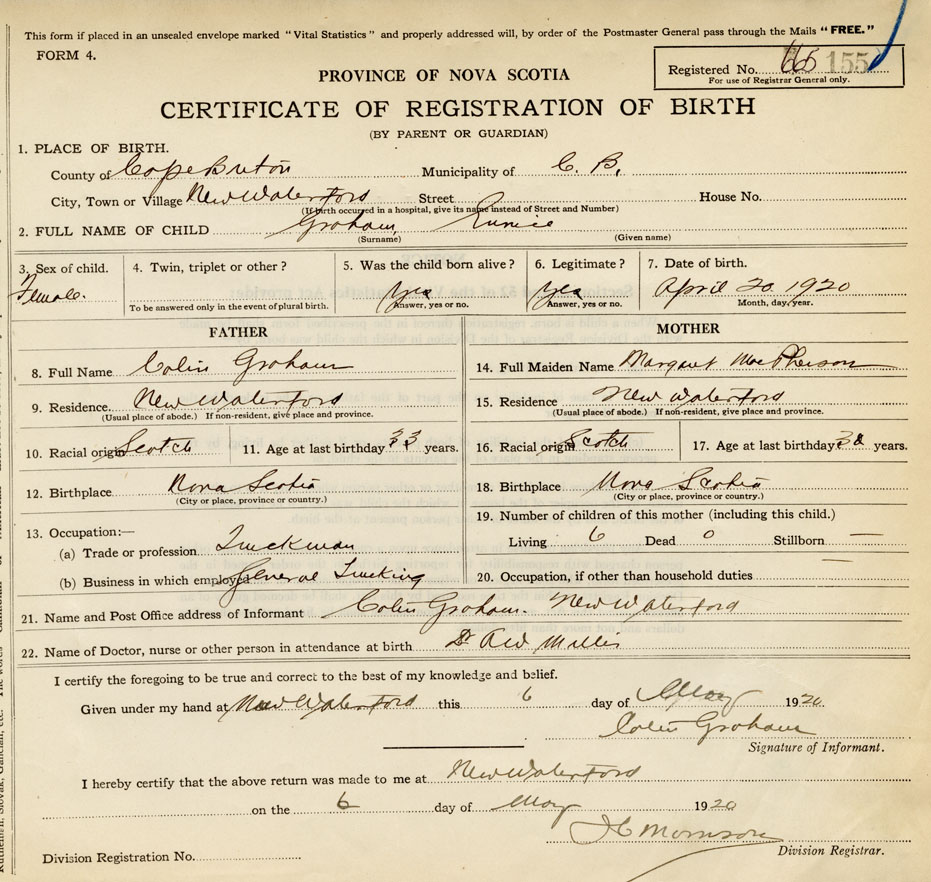 This form if placed in an unsealed envelope marked "Vital Statistics" and properly addressed will, by order of the Postmaster General pass through the Mails "FREE."
FORM 4.
Registered No. 155
For use of Registrar General only.
PROVINCE OF NOVA SCOTIA
CERTIFICATE OF REGISTRATION OF BIRTH
(BY PARENT OR GUARDIAN)
1. PLACE OF BIRTH.
County of Cape Breton Municipality of C. B.
City, Town or Village New Waterford Street House No.
(If birth occurred in a hospital, give its name instead of Street and Number)
2. FULL NAME OF CHILD Graham, Eunice
(Surname) (Given name)
3. Sex of child. 4. Twin, triplet or other? 5. Was the child born alive? 6. Legitimate? 7. Date of birth.
Female. Yes Yes April 20 1920
To be answered only in the event of plural birth. Answer, yes or no. Answer, yes or no. Month, day, year.
FATHER
8. Full Name Colin Graham
9. Residence. New Waterford
(Usual place of abode.) If non-resident, give place and province.
10. Racial origin Scotch 11. Age at last birthday 33 years.
12. Birthplace Nova Scotia
(City or place, province or country.)
13. Occupation:—
(a) Trade or profession. Truckman
(b) Business in which employed General Trucking
MOTHER
14. Full Maiden Name Margaret MacPherson
15. Residence New Waterford
(Usual place of abode.) If non-resident, give place and province.
16. Racial origin Scotch 17. Age at last birthday years.
18. Birthplace Nova Scotia
(City or place, province or country.)
19. Number of children of this mother (including this child.)
Living 6 Dead 0 Stillborn —
20. Occupation, if other than household duties —
21. Name and Post Office address of Informant Colin Graham. New Waterford
22. Name of Doctor, nurse or other person in attendance at birth Dr
I certify the foregoing to be true and correct to the best of my knowledge and belief.
Given under my hand at New Waterford this 6 day of May 1920.
Colin Graham
Signature of Informant.
I hereby certify that the above return was made to me at New Waterford
on the 6 day of May 1920
Morrison
Division Registrar.
Division Registration No.